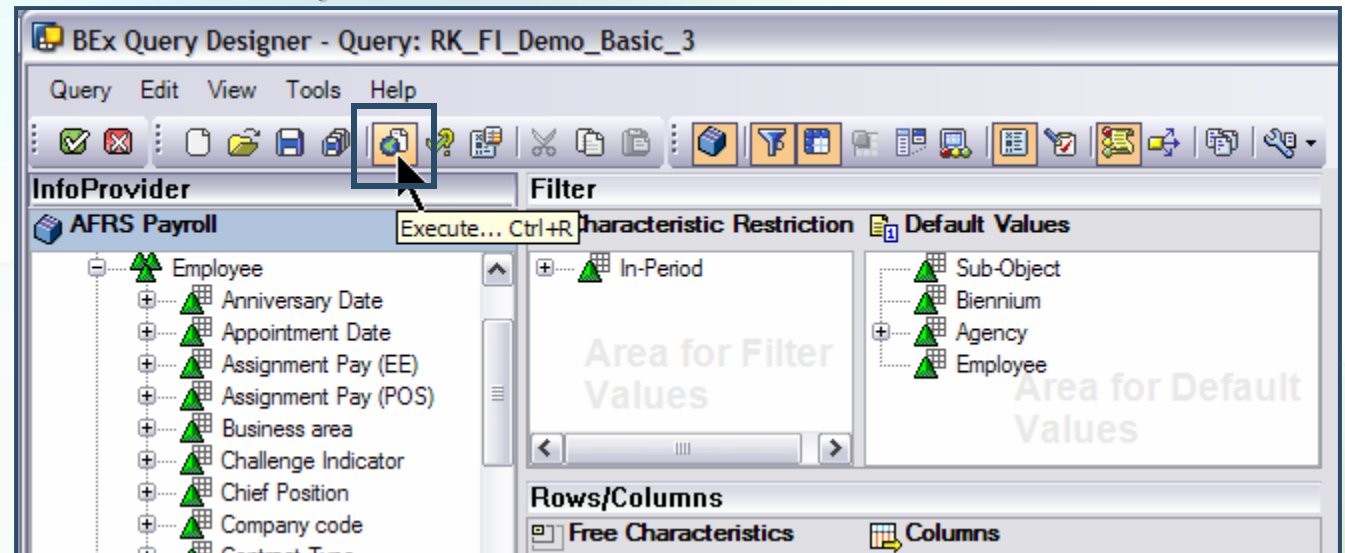 BEx Query Designer - Query: RK_FI_Demo_Basic_3
Query Edit View Tools Help
InfoProvider
Filter
AFRS Payroll
Execute... Ctrl+R
Characteristic Restriction
Default Values
Employee
Anniversary Date
Appointment Date
Assignment Pay (EE)
Assignment Pay (POS)
Business area
Challenge Indicator
Chief Position
Company code
Contract Type
In-Period
Area for Filter
Values
Sub-Object
Biennium
Agency
Employee
Area for Default
Values
Rows/Columns
Free Characteristics
Columns